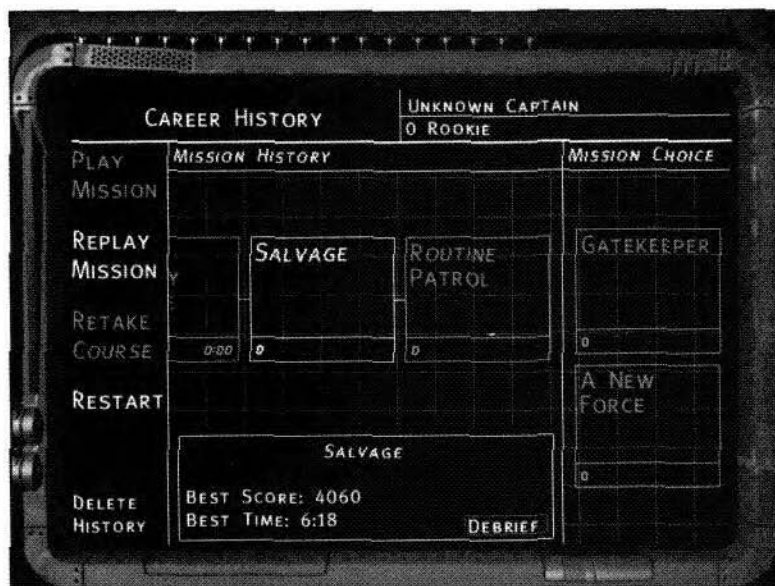 CAREER HISTORY
UNKNOWN CAPTAIN
0 ROOKIE
PLAY
MISSION
REPLAY
MISSION
RETAKE
COURSE
RESTART
DELETE
HISTORY
MISSION HISTORY
Y
0:00
SALVAGE
0
ROUTINE
PATROL
0
SALVAGE
BEST SCORE: 4060
BEST TIME: 6:18
DEBRIEF
MISSION CHOICE
GATEKEEPER
0
A NEW
FORCE
0